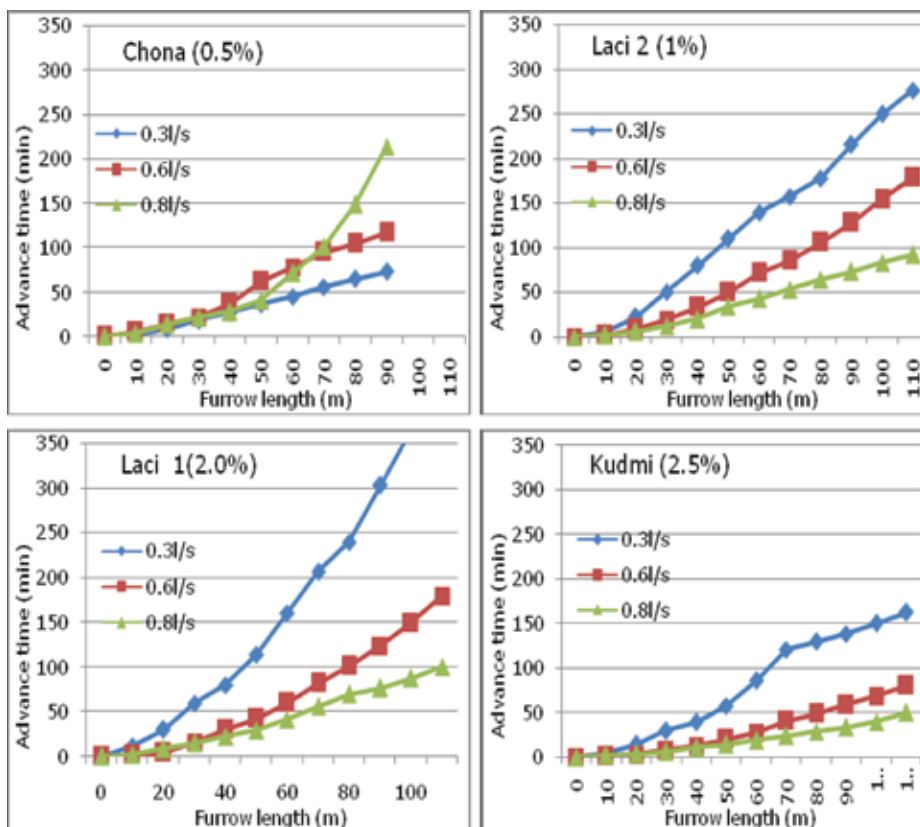 Chona (0.5%)
Advance time (min)
350
300
250
200
150
100
50
0
0.3l/s
0.6l/s
0.8l/s
0 10 20 30 40 50 60 70 80 90 100 110
Furrow length (m)
Laci 2 (1%)
Advance time (min)
350
300
250
200
150
100
50
0
0.3l/s
0.6l/s
0.8l/s
0 10 20 30 40 50 60 70 80 90 100 110
Furrow length (m)
Laci 1(2.0%)
Advance time (min)
350
300
250
200
150
100
50
0
0.3l/s
0.6l/s
0.8l/s
0 20 40 60 80 100
Furrow length (m)
Kudmi (2.5%)
Advance time (min)
350
300
250
200
150
100
50
0
0.3l/s
0.6l/s
0.8l/s
0 10 20 30 40 50 60 70 80 90 1... 1...
Furrow length (m)